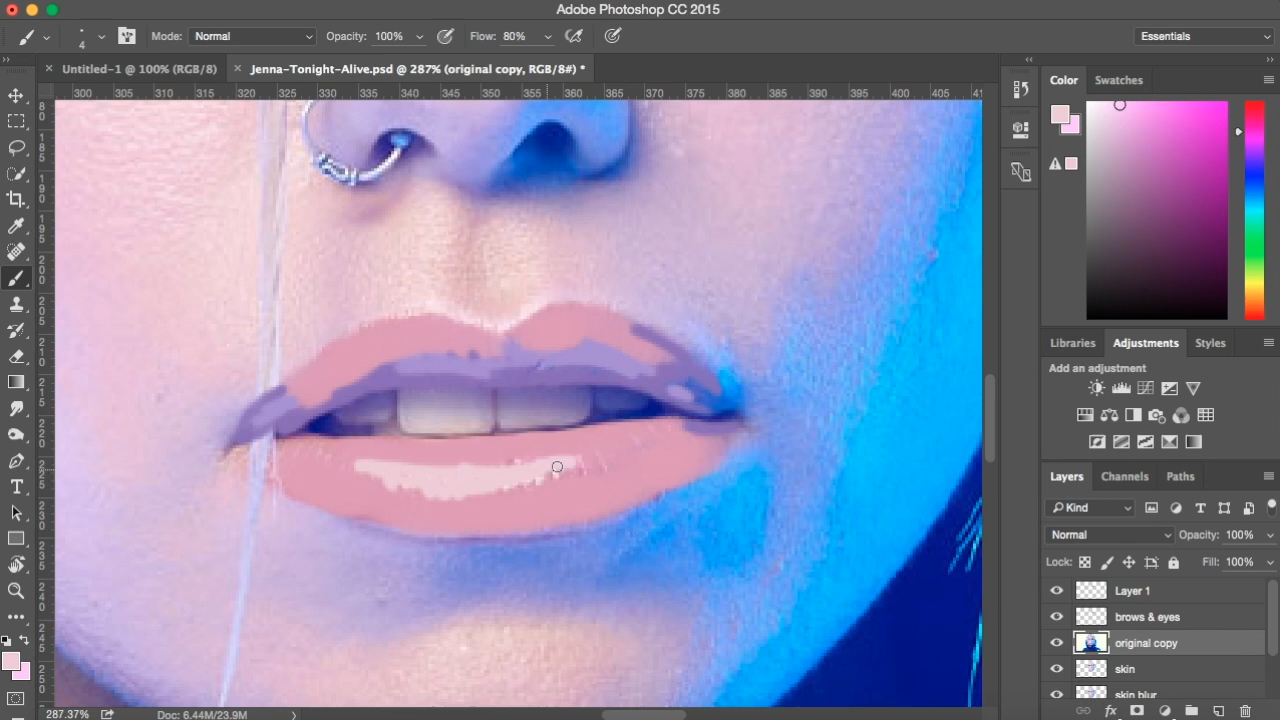 Adobe Photoshop CC 2015
4 Mode: Normal Opacity: 100% Flow: 80% Essentials
Untitled-1 @ 100% (RGB/8) Jenna-Tonight-Alive.psd @ 287% (original copy, RGB/8#) *
300 305 310 315 320 325 330 335 340 345 350 355 360 365 370 375 380 385 390 395 400 405
Color Swatches
Libraries Adjustments Styles
Add an adjustment
Layers Channels Paths
Kind
Normal Opacity: 100%
Lock: Fill: 100%
Layer 1
brows & eyes
original copy
skin
skin blur
fx
287.37% Doc: 6.44M/23.9M